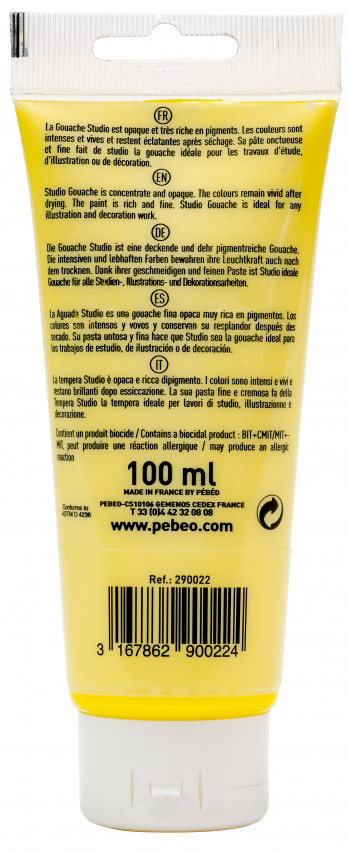 FR
La Gouache Studio est opaque et très riche en pigments. Les couleurs sont
intenses et vives et restent éclatantes après séchage. Sa pâte onctueuse
et fine fait de studio la gouache idéale pour les travaux d'étude,
d'illustration ou de décoration.
EN
Studio Gouache is concentrate and opaque. The colours remain vivid after
drying. The paint is rich and fine. Studio Gouache is ideal for any
illustration and decoration work.
DE
Die Gouache Studio ist eine deckende und dehr pigmentreiche Gouache.
Die intensiven und lebhaften Farben bewahren ihre Leuchtkraft auch nach
dem trocknen. Dank ihrer geschmeidigen und feinen Paste ist Studio ideale
Gouache für alle Studien-, Illustrations- und Dekorationsarbeiten.
ES
La Aguada Studio es una gouache fina opaca muy rica en pigmentos. Los
colores son intensos y vovos y conservan su resplandor después des
secado. Su pasta untosa y fina hace que Studio sea la gouache ideal para
los trabajos de estudio, de ilustración o de decoración.
IT
La tempera Studio è opaca e ricca dipigmento. I colori sono intensi e vivi e
restano brillanti dopo essiccazione. La sua pasta fine e cremosa fa della
Tempera Studio la tempera ideale per lavori di studio, illustrazione e
decorazione.
Contient un produit biocide / Contains a biocidal product : BIT+CMIT/MIT+-
MIT, peut produire une réaction allergique / may produce an allergic
reaction
100 ml
MADE IN FRANCE BY PÉBÉO
PEBEO-CS10106 GEMENOS CEDEX FRANCE
T 33 (0)4 42 32 08 08
www.pebeo.com
Conforms to
ASTM D 4236
Ref.: 290022
3 167862 900224